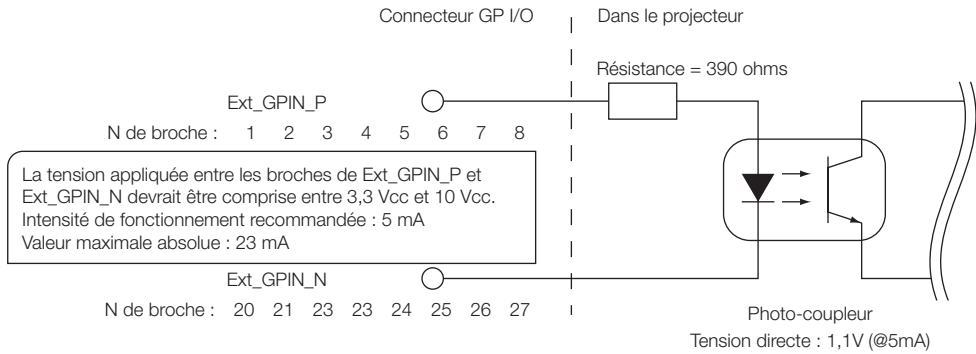 Connecteur GP I/O
Dans le projecteur
Résistance = 390 ohms
Ext_GPIN_P
N de broche : 1 2 3 4 5 6 7 8
La tension appliquée entre les broches de Ext_GPIN_P et
Ext_GPIN_N devrait être comprise entre 3,3 Vcc et 10 Vcc.
Intensité de fonctionnement recommandée : 5 mA
Valeur maximale absolue : 23 mA
Ext_GPIN_N
N de broche : 20 21 23 23 24 25 26 27
Photo-coupleur
Tension directe : 1,1V (@5mA)